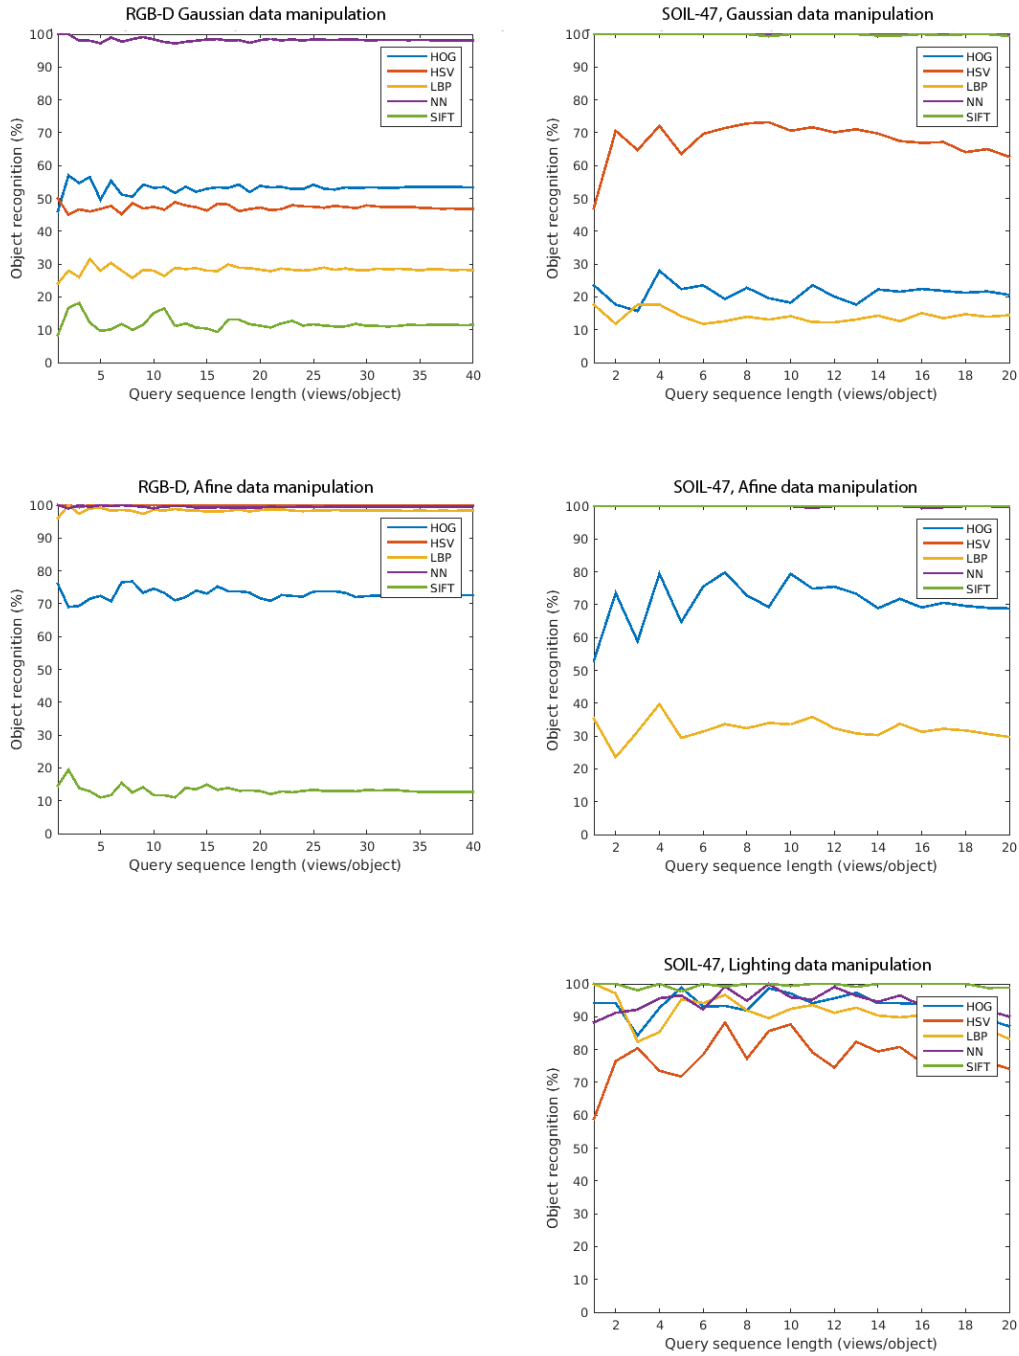 RGB-D Gaussian data manipulation
100
90
80
70
60
50
40
30
20
10
0
Object recognition (%)
HOG
HSV
LBP
NN
SIFT
5 10 15 20 25 30 35 40
Query sequence length (views/object)
SOIL-47, Gaussian data manipulation
100
90
80
70
60
50
40
30
20
10
0
Object recognition (%)
HOG
HSV
LBP
NN
SIFT
2 4 6 8 10 12 14 16 18 20
Query sequence length (views/object)
RGB-D, Afine data manipulation
100
90
80
70
60
50
40
30
20
10
0
Object recognition (%)
HOG
HSV
LBP
NN
SIFT
5 10 15 20 25 30 35 40
Query sequence length (views/object)
SOIL-47, Afine data manipulation
100
90
80
70
60
50
40
30
20
10
0
Object recognition (%)
HOG
HSV
LBP
NN
SIFT
2 4 6 8 10 12 14 16 18 20
Query sequence length (views/object)
SOIL-47, Lighting data manipulation
100
90
80
70
60
50
40
30
20
10
0
Object recognition (%)
HOG
HSV
LBP
NN
SIFT
2 4 6 8 10 12 14 16 18 20
Query sequence length (views/object)